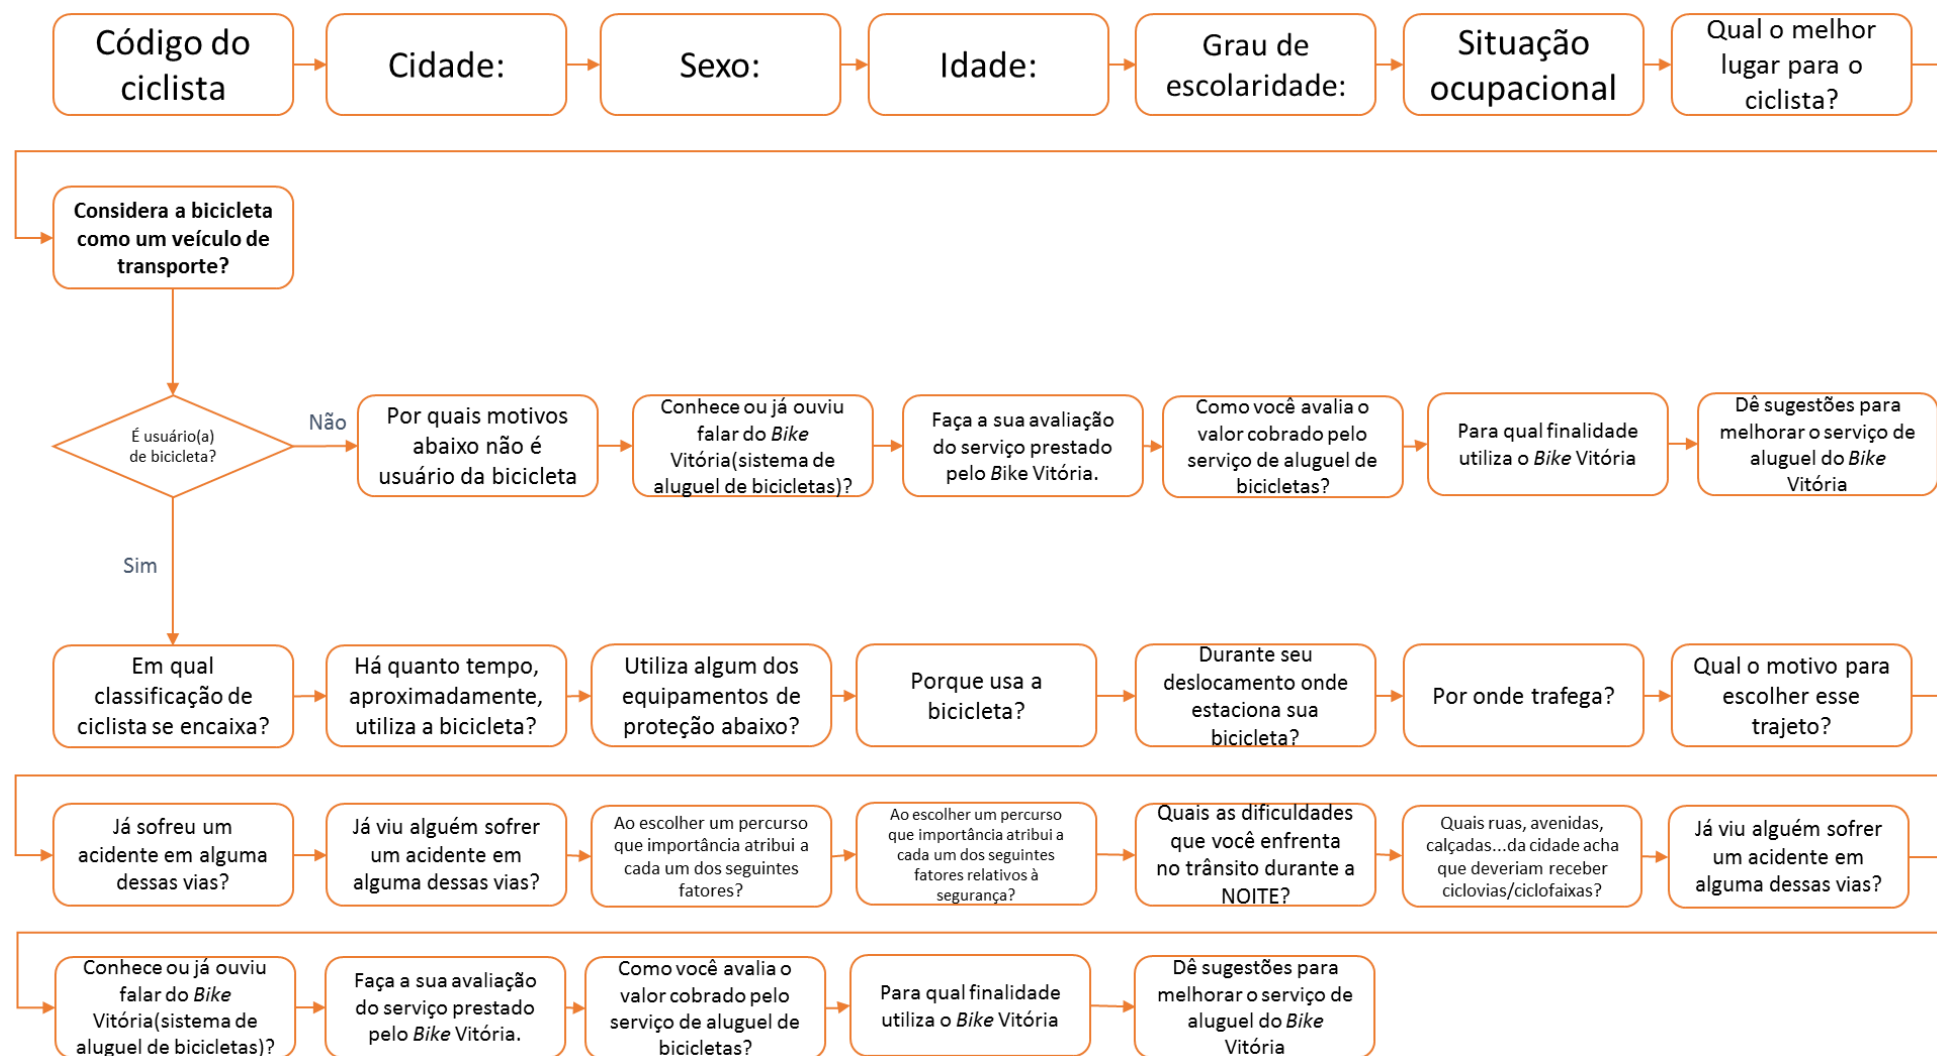 Código do
ciclista
Cidade:
Sexo:
Idade:
Grau de
escolaridade:
Situação
ocupacional
Qual o melhor
lugar para o
ciclista?
Considera a bicicleta
como um veículo de
transporte?
É usuário(a)
de bicicleta?
Não
Por quais motivos
abaixo não é
usuário da bicicleta
Conhece ou já ouviu
falar do Bike
Vitória(sistema de
aluguel de bicicletas)?
Faça a sua avaliação
do serviço prestado
pelo Bike Vitória.
Como você avalia o
valor cobrado pelo
serviço de aluguel de
bicicletas?
Para qual finalidade
utiliza o Bike Vitória
Dê sugestões para
melhorar o serviço de
aluguel do Bike
Vitória
Sim
Em qual
classificação de
ciclista se encaixa?
Há quanto tempo,
aproximadamente,
utiliza a bicicleta?
Utiliza algum dos
equipamentos de
proteção abaixo?
Porque usa a
bicicleta?
Durante seu
deslocamento onde
estaciona sua
bicicleta?
Por onde trafega?
Qual o motivo para
escolher esse
trajeto?
Já sofreu um
acidente em alguma
dessas vias?
Já viu alguém sofrer
um acidente em
alguma dessas vias?
Ao escolher um percurso
que importância atribui a
cada um dos seguintes
fatores?
Ao escolher um percurso
que importância atribui a
cada um dos seguintes
fatores relativos à
segurança?
Quais as dificuldades
que você enfrenta
no trânsito durante a
NOITE?
Quais ruas, avenidas,
calçadas...da cidade acha
que deveriam receber
ciclovias/ciclofaixas?
Já viu alguém sofrer
um acidente em
alguma dessas vias?
Conhece ou já ouviu
falar do Bike
Vitória(sistema de
aluguel de bicicletas)?
Faça a sua avaliação
do serviço prestado
pelo Bike Vitória.
Como você avalia o
valor cobrado pelo
serviço de aluguel de
bicicletas?
Para qual finalidade
utiliza o Bike Vitória
Dê sugestões para
melhorar o serviço de
aluguel do Bike
Vitória